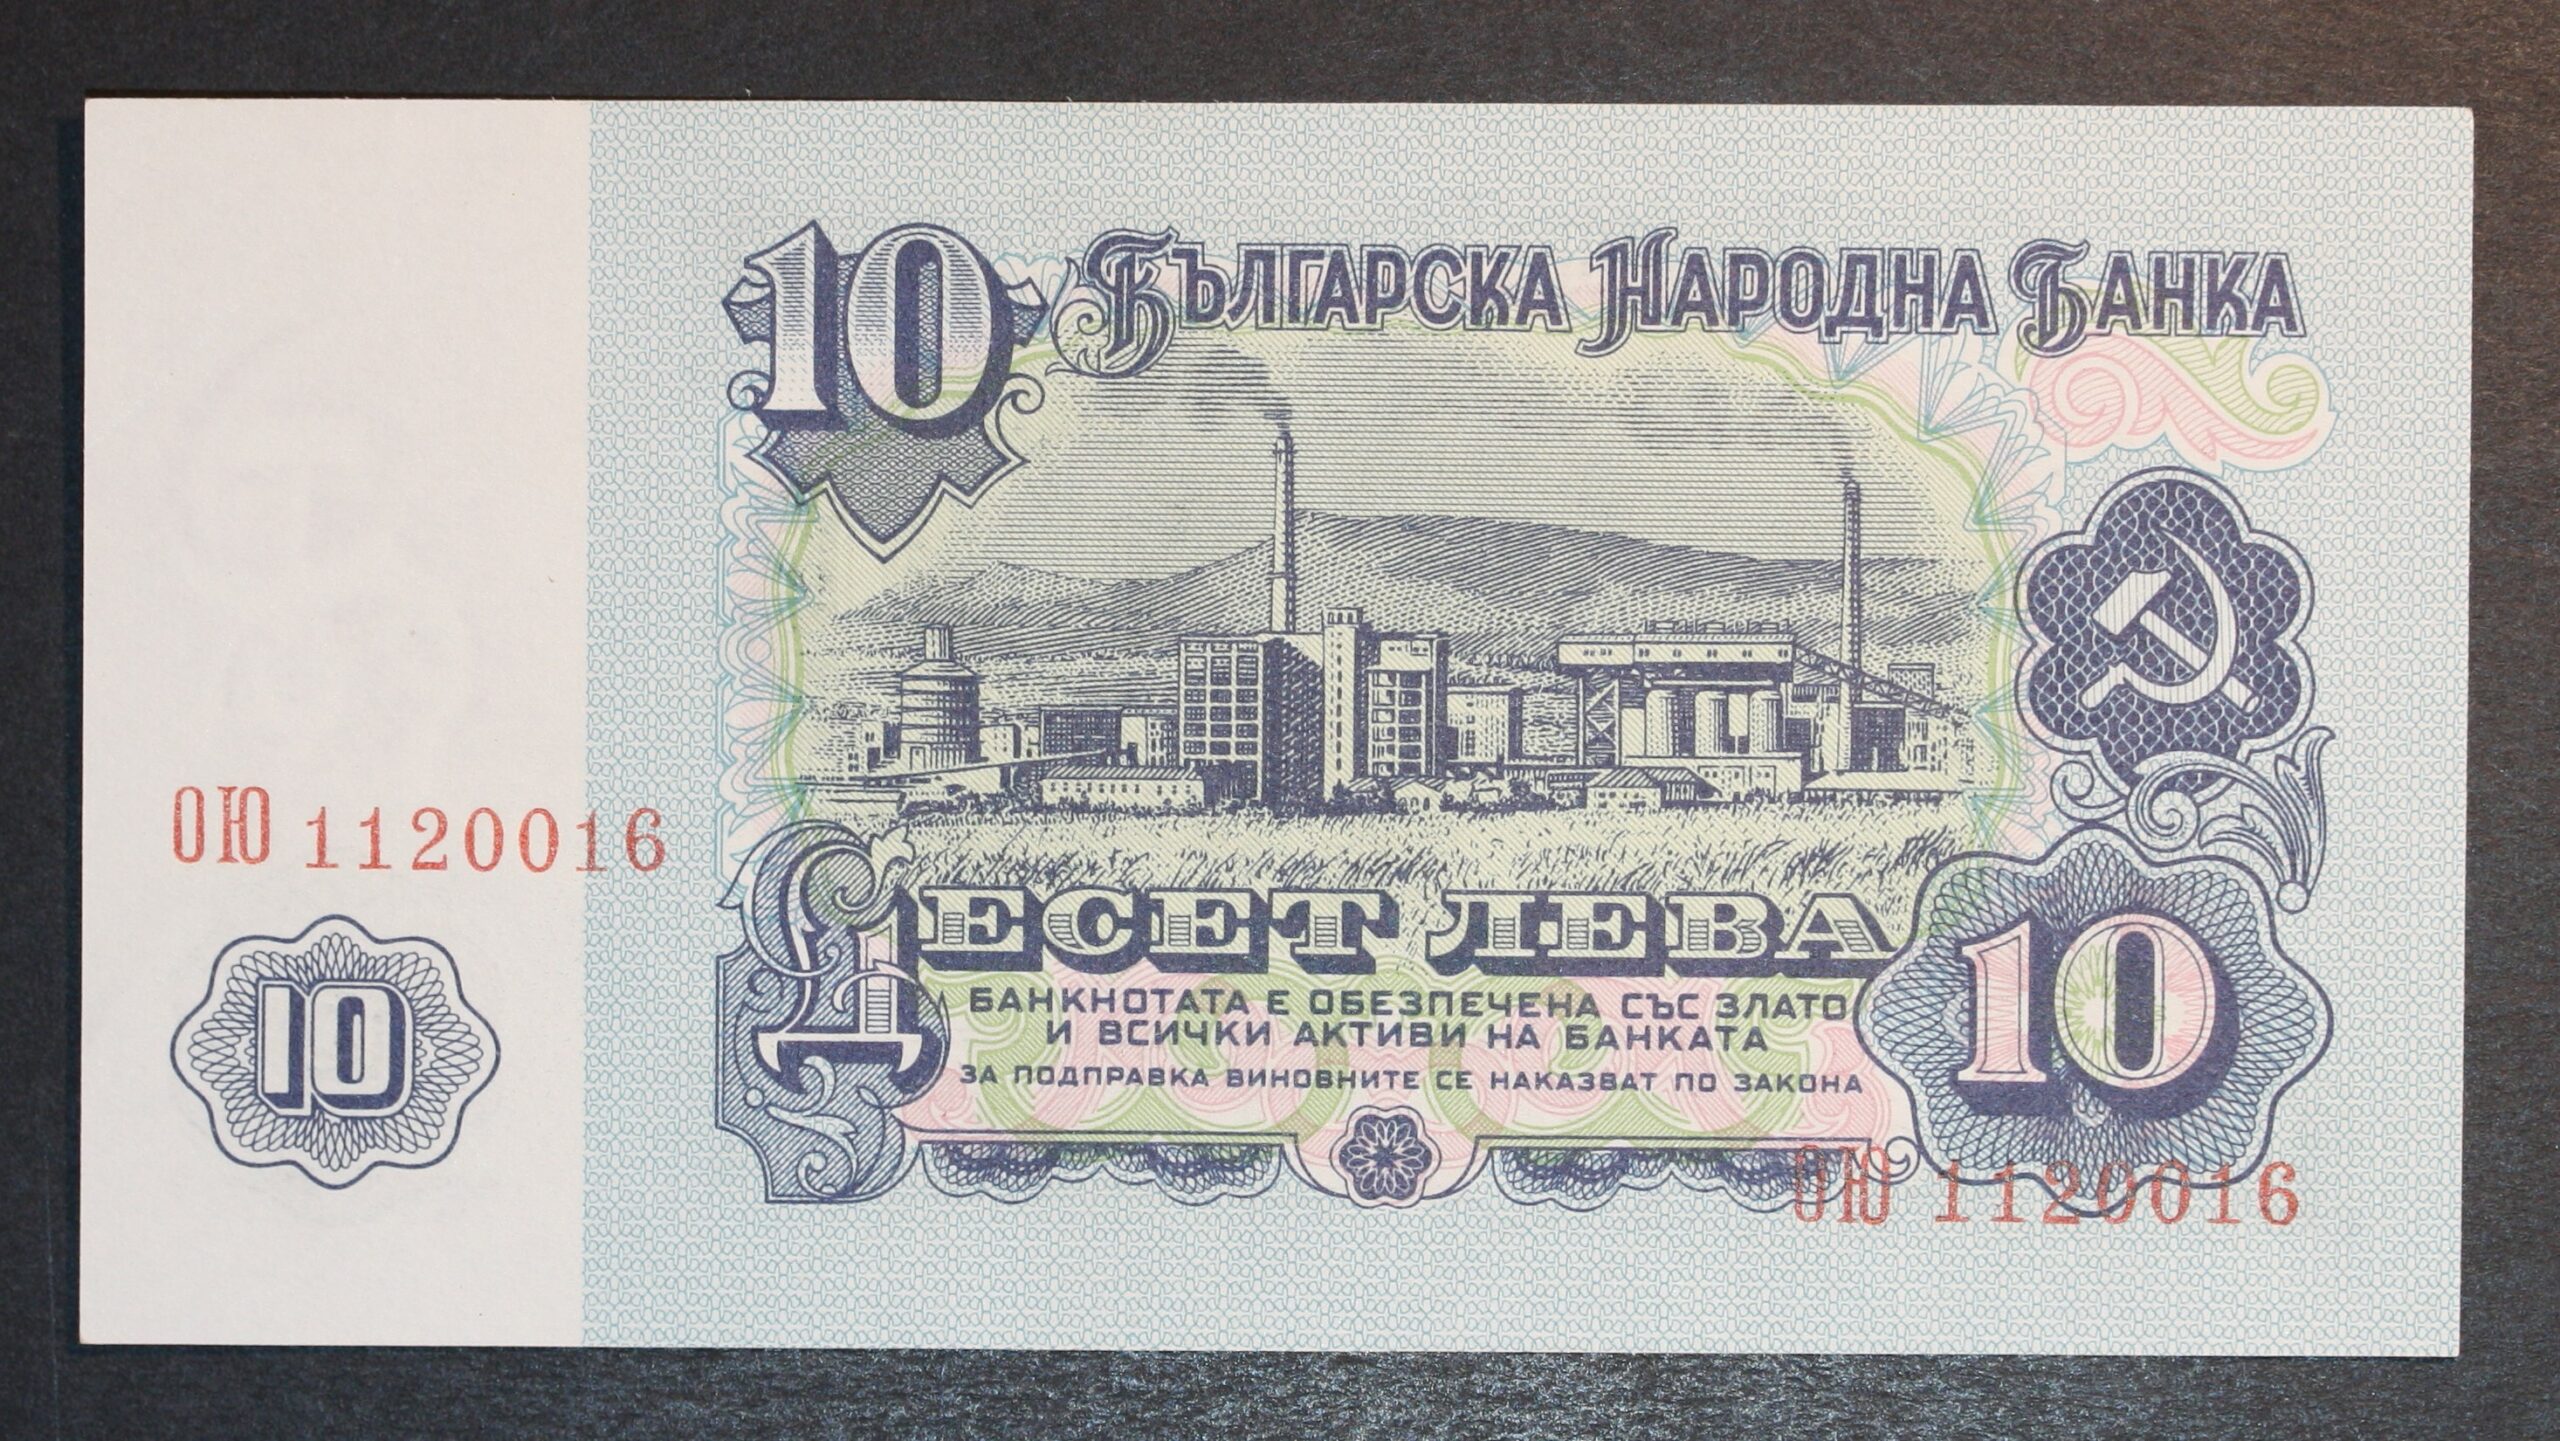 10 БЪЛГАРСКА НАРОДНА БАНКА
ОЮ 1120016
10
ДЕСЕТ ЛЕВА
БАНКНОТАТА Е ОБЕЗПЕЧЕНА СЪС ЗЛАТО
И ВСИЧКИ АКТИВИ НА БАНКАТА
ЗА ПОДПРАВКА ВИНОВНИТЕ СЕ НАКАЗВАТ ПО ЗАКОНА
10
ОЮ 1120016